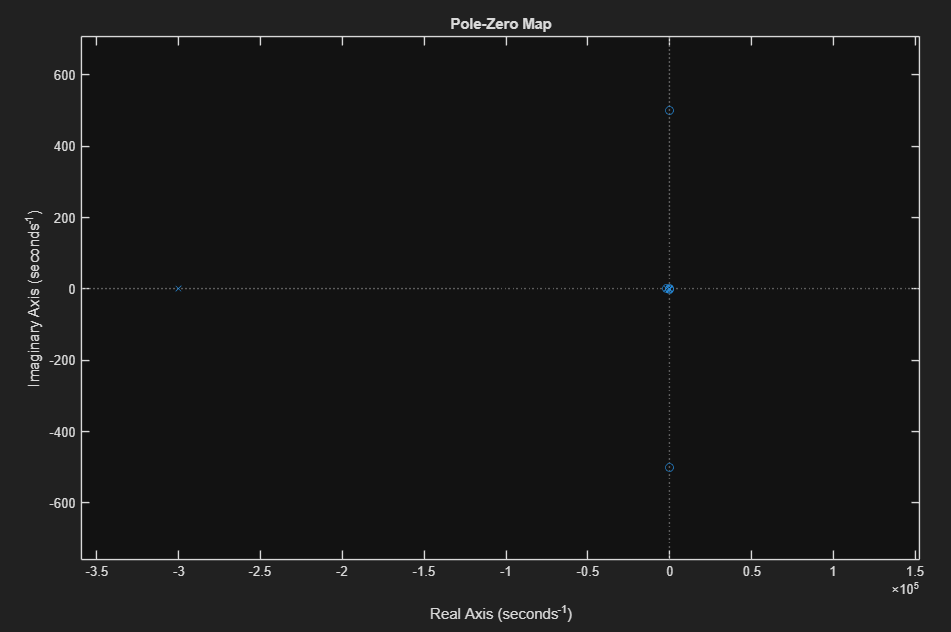 Pole-Zero Map
600
400
200
0
-200
-400
-600
Imaginary Axis (seconds⁻¹)
-3.5 -3 -2.5 -2 -1.5 -1 -0.5 0 0.5 1 1.5
×10⁵
Real Axis (seconds⁻¹)